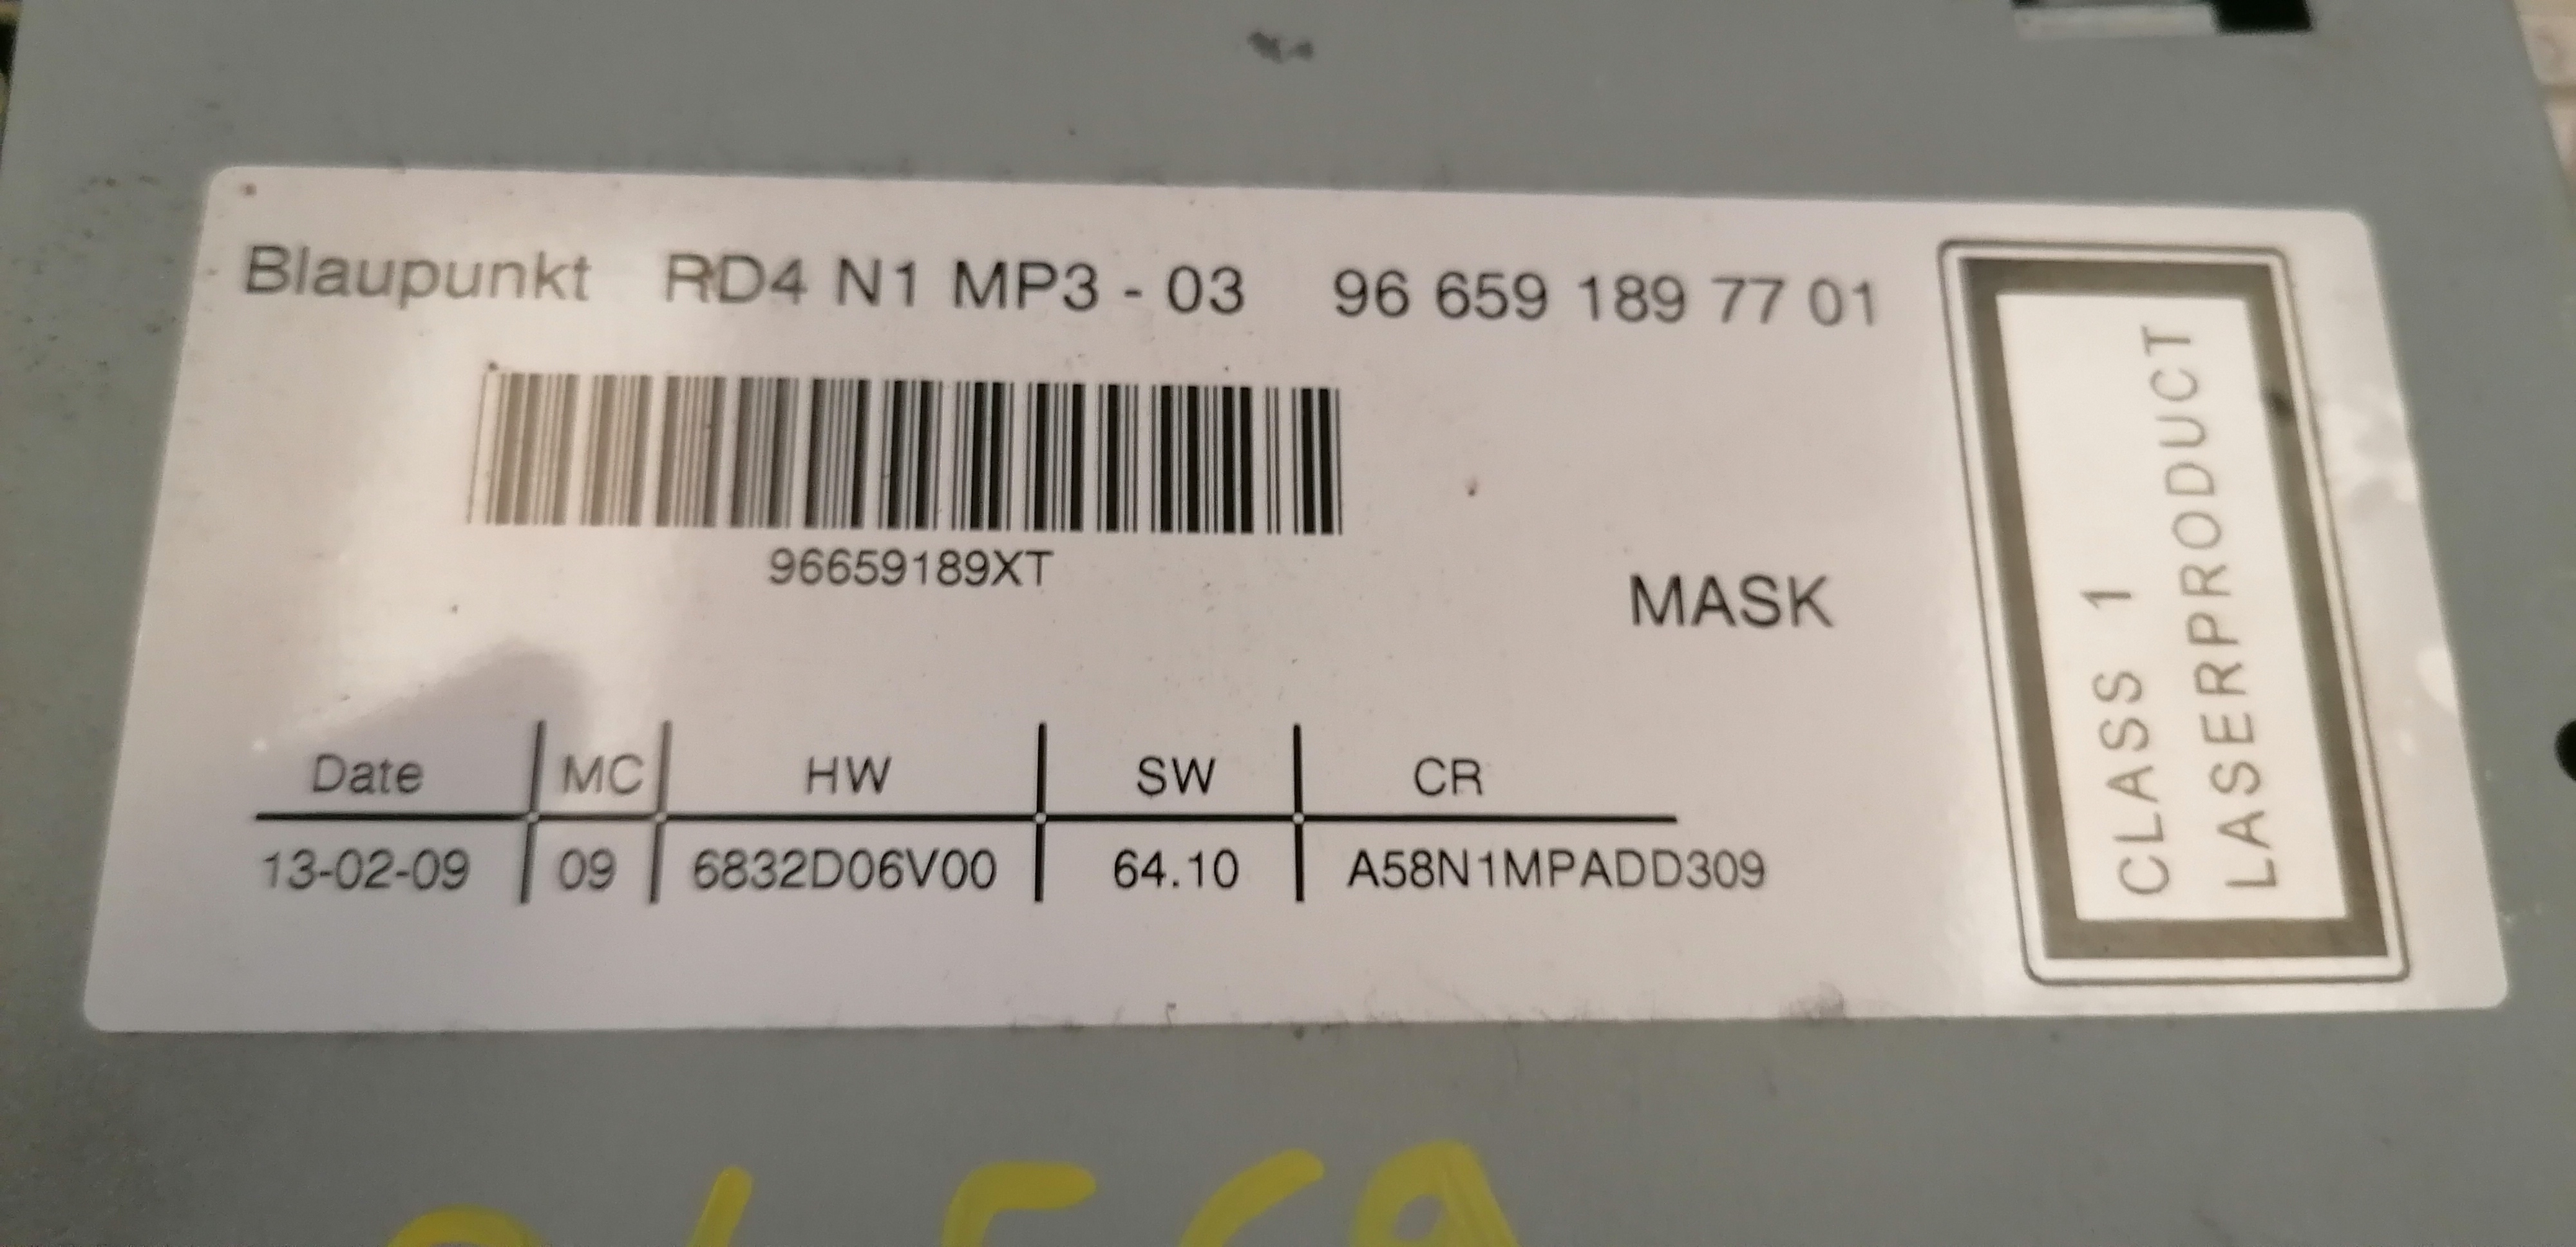 Blaupunkt RD4 N1 MP3 - 03 96 659 189 77 01
96659189XT
MASK
Date MC HW SW CR
13-02-09 09 6832D06V00 64.10 A58N1MPADD309
CLASS 1
LASERPRODUCT